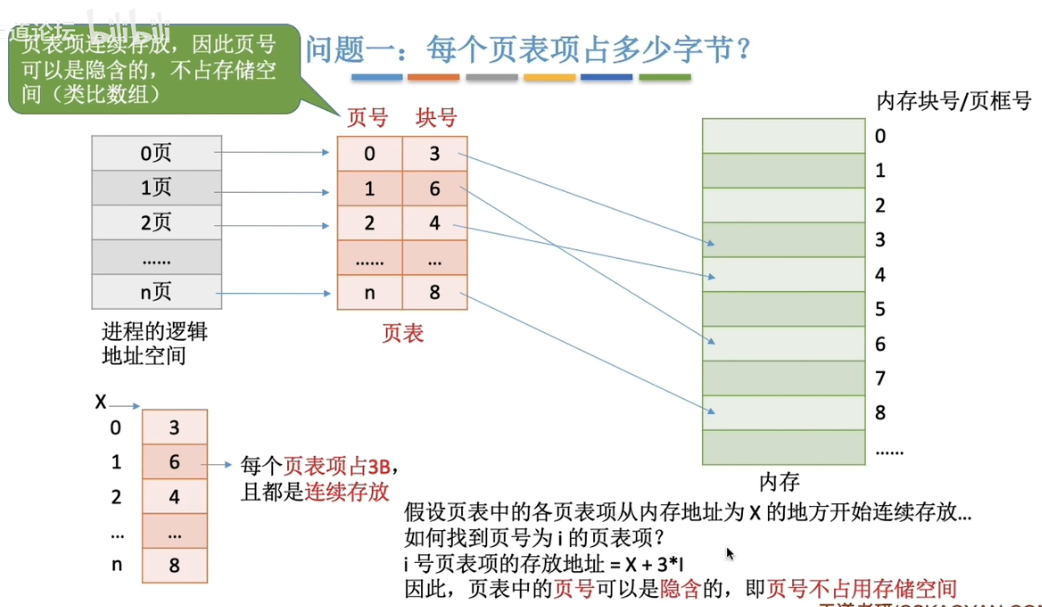 道论坛 bilibili
页表项连续存放，因此页号
可以是隐含的，不占存储空
间（类比数组）
问题一：每个页表项占多少字节？
页号 块号
内存块号/页框号
0页
1页
2页
……
n页
进程的逻辑
地址空间
0 3
1 6
2 4
…… …
n 8
页表
0
1
2
3
4
5
6
7
8
……
内存
X
0 3
1 6
2 4
… …
n 8
每个页表项占3B，
且都是连续存放
假设页表中的各页表项从内存地址为 X 的地方开始连续存放…
如何找到页号为 i 的页表项？
i 号页表项的存放地址 = X + 3*I
因此，页表中的页号可以是隐含的，即页号不占用存储空间